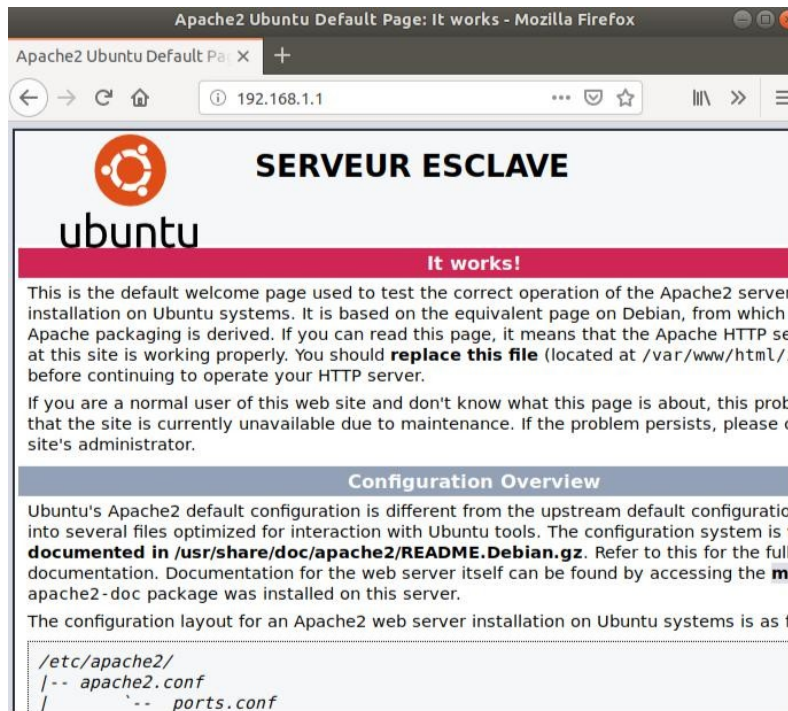 Apache2 Ubuntu Default Page: It works - Mozilla Firefox
Apache2 Ubuntu Default Pa
192.168.1.1
SERVEUR ESCLAVE
ubuntu
It works!
This is the default welcome page used to test the correct operation of the Apache2 server
installation on Ubuntu systems. It is based on the equivalent page on Debian, from which
Apache packaging is derived. If you can read this page, it means that the Apache HTTP se
at this site is working properly. You should replace this file (located at /var/www/html/
before continuing to operate your HTTP server.
If you are a normal user of this web site and don't know what this page is about, this prob
that the site is currently unavailable due to maintenance. If the problem persists, please
site's administrator.
Configuration Overview
Ubuntu's Apache2 default configuration is different from the upstream default configuratio
into several files optimized for interaction with Ubuntu tools. The configuration system is
documented in /usr/share/doc/apache2/README.Debian.gz. Refer to this for the full
documentation. Documentation for the web server itself can be found by accessing the m
apache2-doc package was installed on this server.
The configuration layout for an Apache2 web server installation on Ubuntu systems is as f
/etc/apache2/
|-- apache2.conf
|       `--  ports.conf